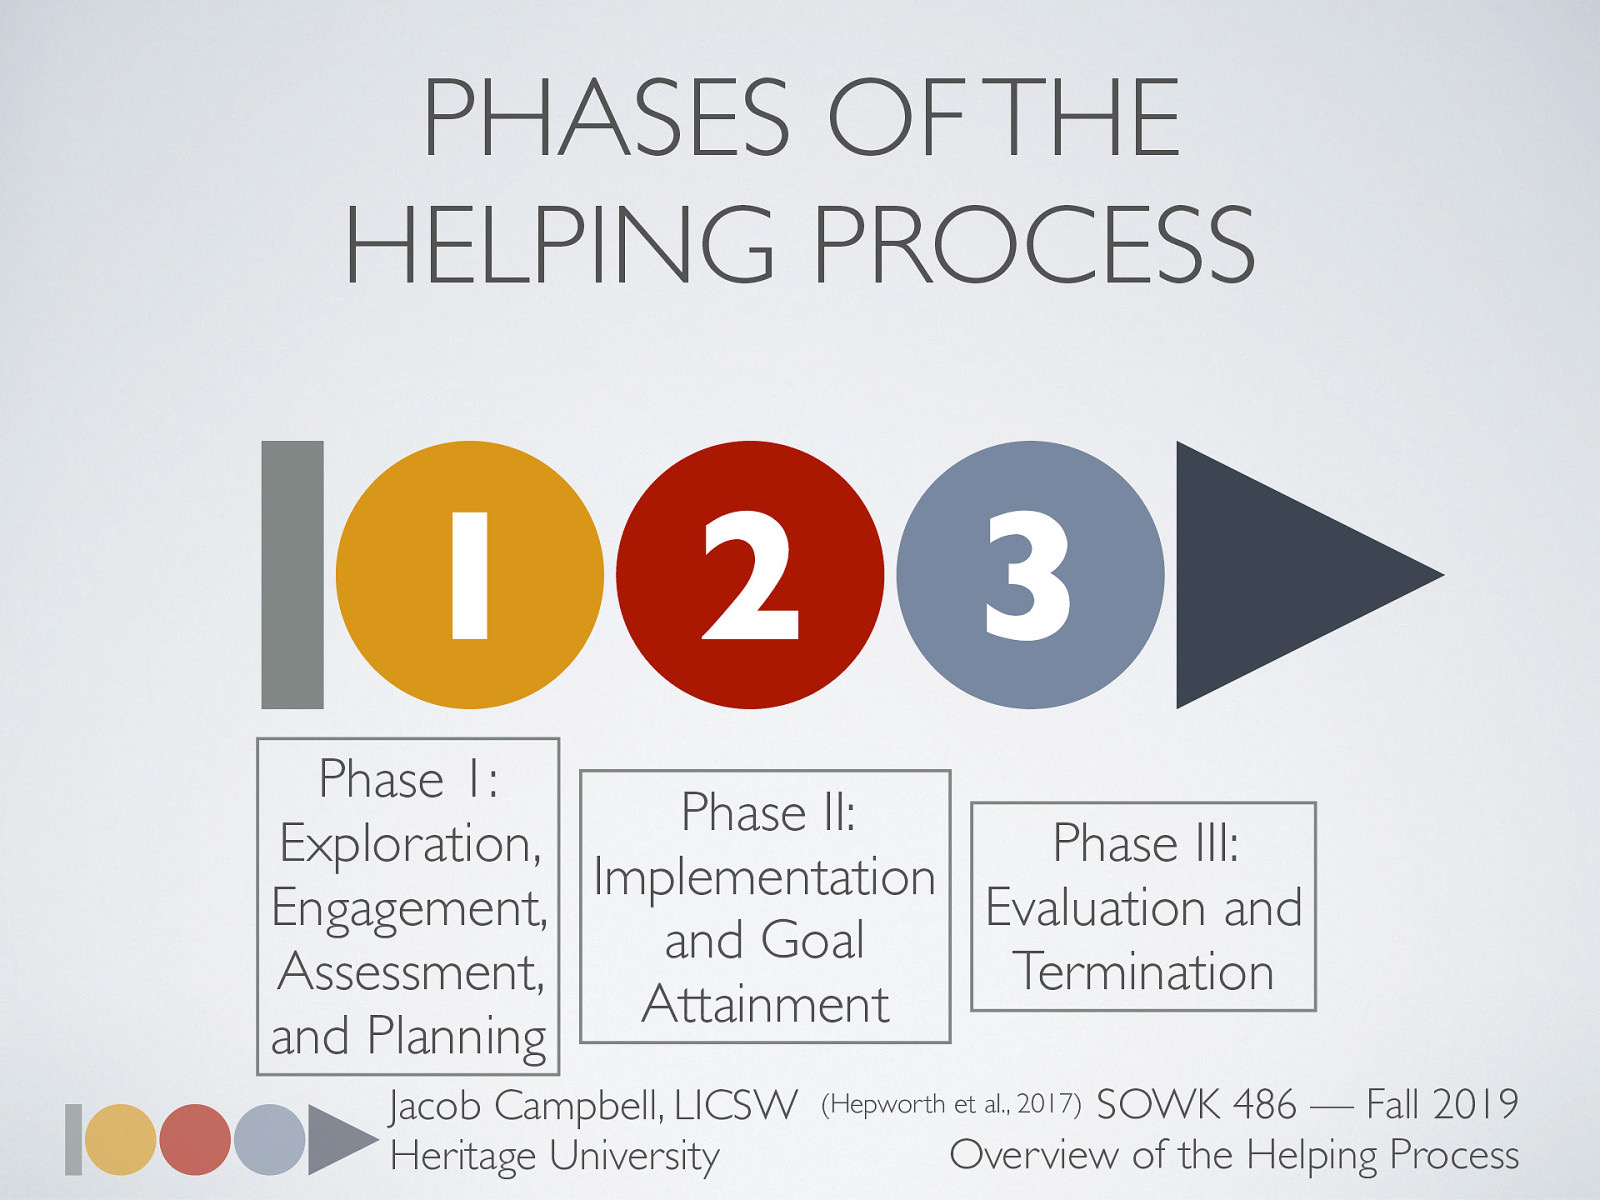 PHASES OF THE
HELPING PROCESS
1 2 3
Phase 1:
Exploration,
Engagement,
Assessment,
and Planning
Phase II:
Implementation
and Goal
Attainment
Phase III:
Evaluation and
Termination
Jacob Campbell, LICSW
Heritage University
(Hepworth et al., 2017)
SOWK 486 — Fall 2019
Overview of the Helping Process